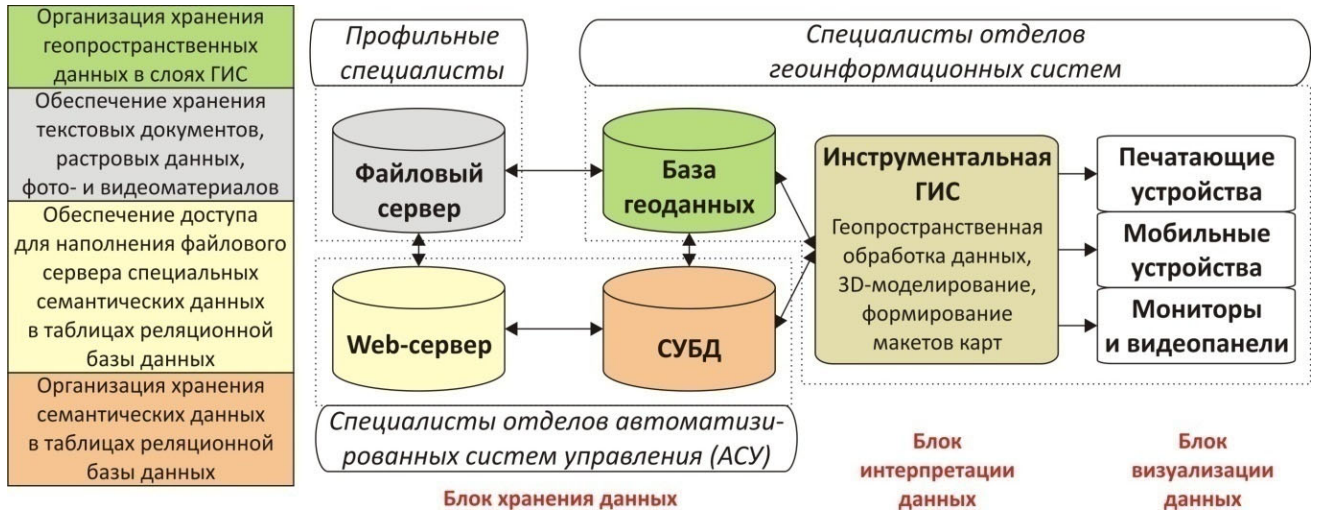 Организация хранения
геопространственных
данных в слоях ГИС
Обеспечение хранения
текстовых документов,
растровых данных,
фото- и видеоматериалов
Обеспечение доступа
для наполнения файлового
сервера специальных
семантических данных
в таблицах реляционной
базы данных
Организация хранения
семантических данных
в таблицах реляционной
базы данных
Профильные
специалисты
Специалисты отделов
геоинформационных систем
Файловый
сервер
База
геоданных
Web-сервер
СУБД
Специалисты отделов автоматизи-
рованных систем управления (АСУ)
Инструментальная
ГИС
Геопространственная
обработка данных,
3D-моделирование,
формирование
макетов карт
Печатающие
устройства
Мобильные
устройства
Мониторы
и видеопанели
Блок хранения данных
Блок
интерпретации
данных
Блок
визуализации
данных